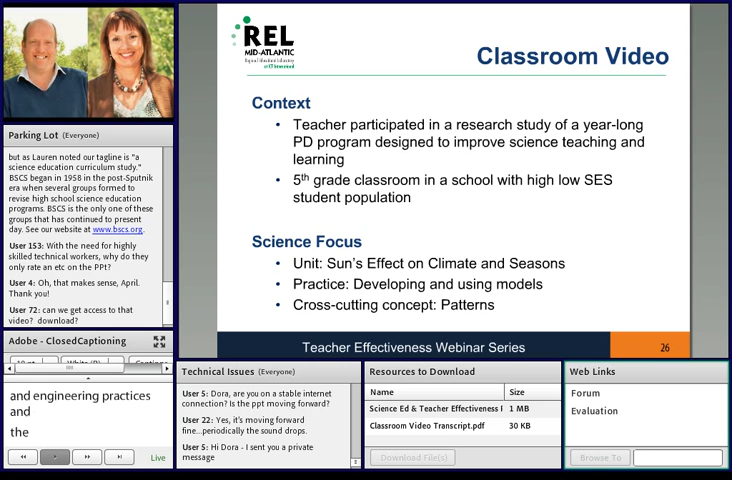 REL
MID-ATLANTIC
Regional Educational Laboratory
Classroom Video
Context
• Teacher participated in a research study of a year-long
PD program designed to improve science teaching and
learning
• 5th grade classroom in a school with high low SES
student population
Science Focus
• Unit: Sun's Effect on Climate and Seasons
• Practice: Developing and using models
• Cross-cutting concept: Patterns
Teacher Effectiveness Webinar Series
26
Parking Lot (Everyone)
but as Lauren noted our tagline is "a
science education curriculum study."
BSCS began in 1958 in the post-Sputnik
era when several groups formed to
revise high school science education
programs. BSCS is the only one of these
groups that has continued to present
day. See our website at www.bscs.org.
User 153: With the need for highly
skilled technical workers, why do they
only rate an etc on the PPt?
User 4: Oh, that makes sense, April.
Thank you!
User 72: can we get access to that
video? download?
Adobe - ClosedCaptioning
and engineering practices
and
the
Live
Technical Issues (Everyone)
User 5: Dora, are you on a stable internet
connection? Is the ppt moving forward?
User 22: Yes, it's moving forward
fine...periodically the sound drops.
User 5: Hi Dora - I sent you a private
message
Resources to Download
Name Size
Science Ed & Teacher Effectiveness 1 MB
Classroom Video Transcript.pdf 30 KB
Download File(s)
Web Links
Forum
Evaluation
Browse To